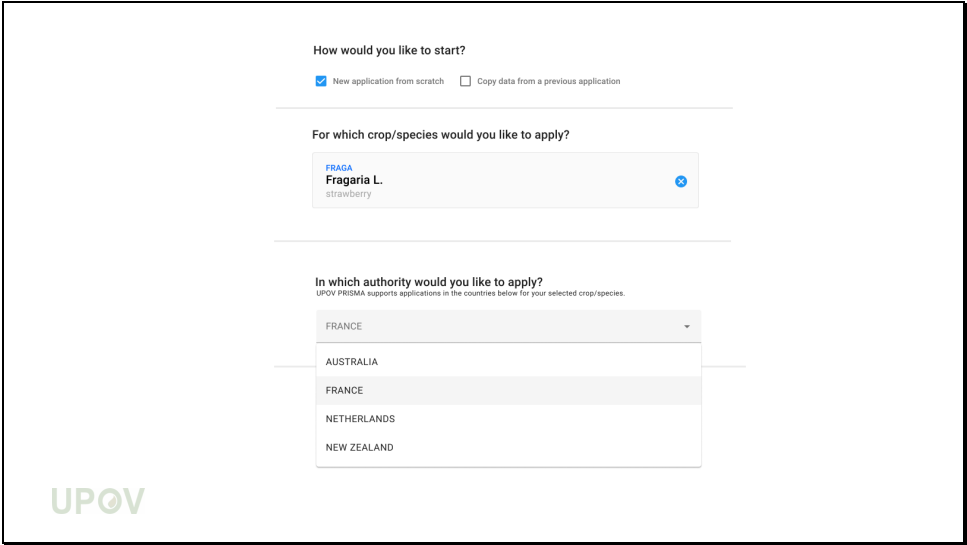 How would you like to start?
New application from scratch Copy data from a previous application
For which crop/species would you like to apply?
FRAGA
Fragaria L.
strawberry
In which authority would you like to apply?
UPOV PRISMA supports applications in the countries below for your selected crop/species.
FRANCE
AUSTRALIA
FRANCE
NETHERLANDS
NEW ZEALAND
UPOV